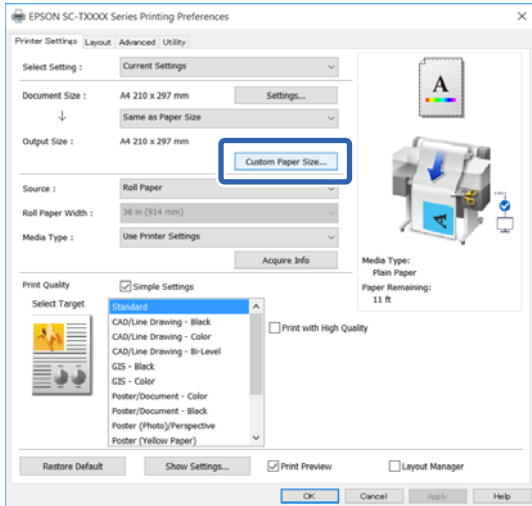 EPSON SC-TXXXX Series Printing Preferences
Printer Settings Layout Advanced Utility
Select Setting : Current Settings
Document Size : A4 210 x 297 mm Settings...
↓ Same as Paper Size
Output Size : A4 210 x 297 mm
Custom Paper Size...
Source : Roll Paper
Roll Paper Width : 36 in (914 mm)
Media Type : Use Printer Settings
Acquire Info
A
Media Type:
Plain Paper
Paper Remaining:
11 ft
Print Quality Simple Settings
Select Target
Standard
CAD/Line Drawing - Black
CAD/Line Drawing - Color
CAD/Line Drawing - Bi-Level
GIS - Black
GIS - Color
Poster/Document - Color
Poster/Document - Black
Poster (Photo)/Perspective
Poster (Yellow Paper)
Print with High Quality
Restore Default Show Settings... Print Preview Layout Manager
OK Cancel Apply Help